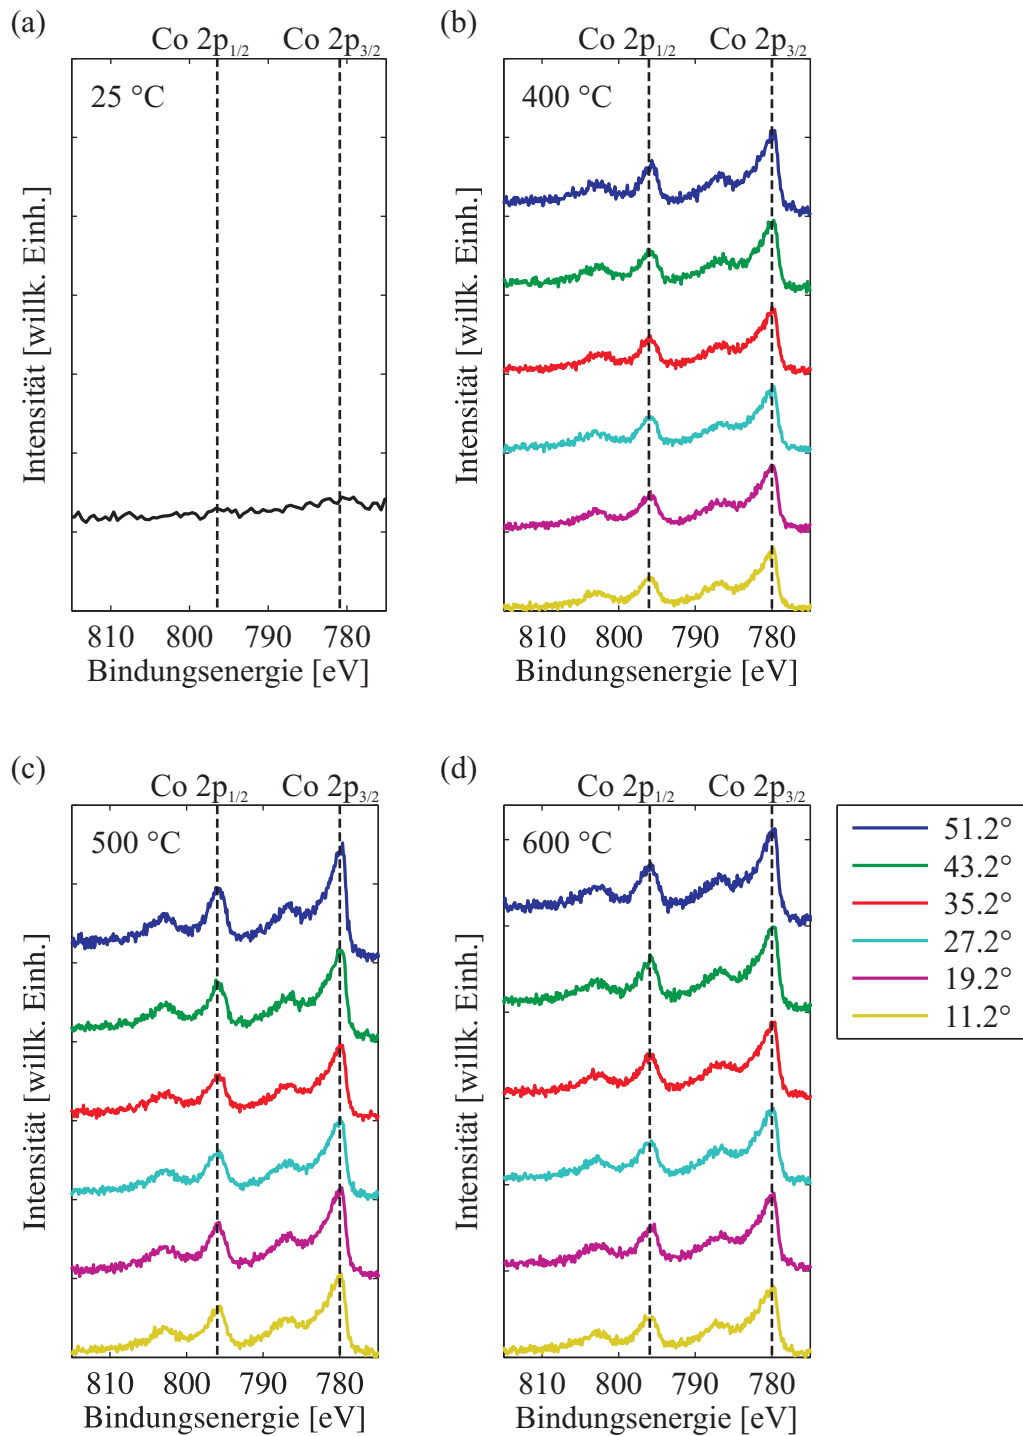 (a)
Co 2p1/2 Co 2p3/2
25 °C
Intensität [willk. Einh.]
810 800 790 780
Bindungsenergie [eV]
(b)
Co 2p1/2 Co 2p3/2
400 °C
Intensität [willk. Einh.]
810 800 790 780
Bindungsenergie [eV]
(c)
Co 2p1/2 Co 2p3/2
500 °C
Intensität [willk. Einh.]
810 800 790 780
Bindungsenergie [eV]
(d)
Co 2p1/2 Co 2p3/2
600 °C
Intensität [willk. Einh.]
810 800 790 780
Bindungsenergie [eV]
51.2°
43.2°
35.2°
27.2°
19.2°
11.2°